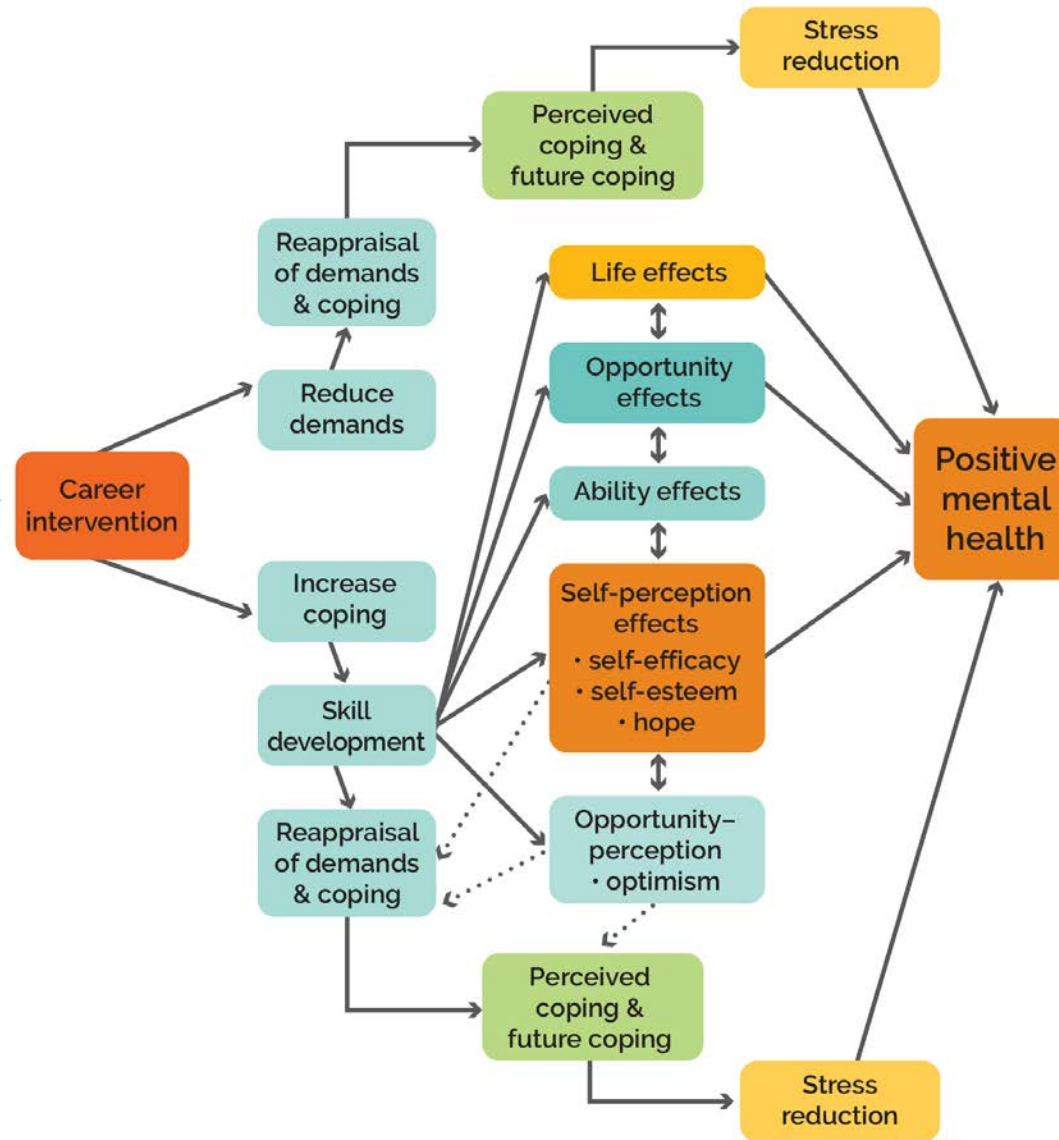 Stress
reduction
Perceived
coping &
future coping
Reappraisal
of demands
& coping
Life effects
Reduce
demands
Opportunity
effects
Career
intervention
Ability effects
Positive
mental
health
Increase
coping
Self-perception
effects
• self-efficacy
• self-esteem
• hope
Skill
development
Reappraisal
of demands
& coping
Opportunity–
perception
• optimism
Perceived
coping &
future coping
Stress
reduction